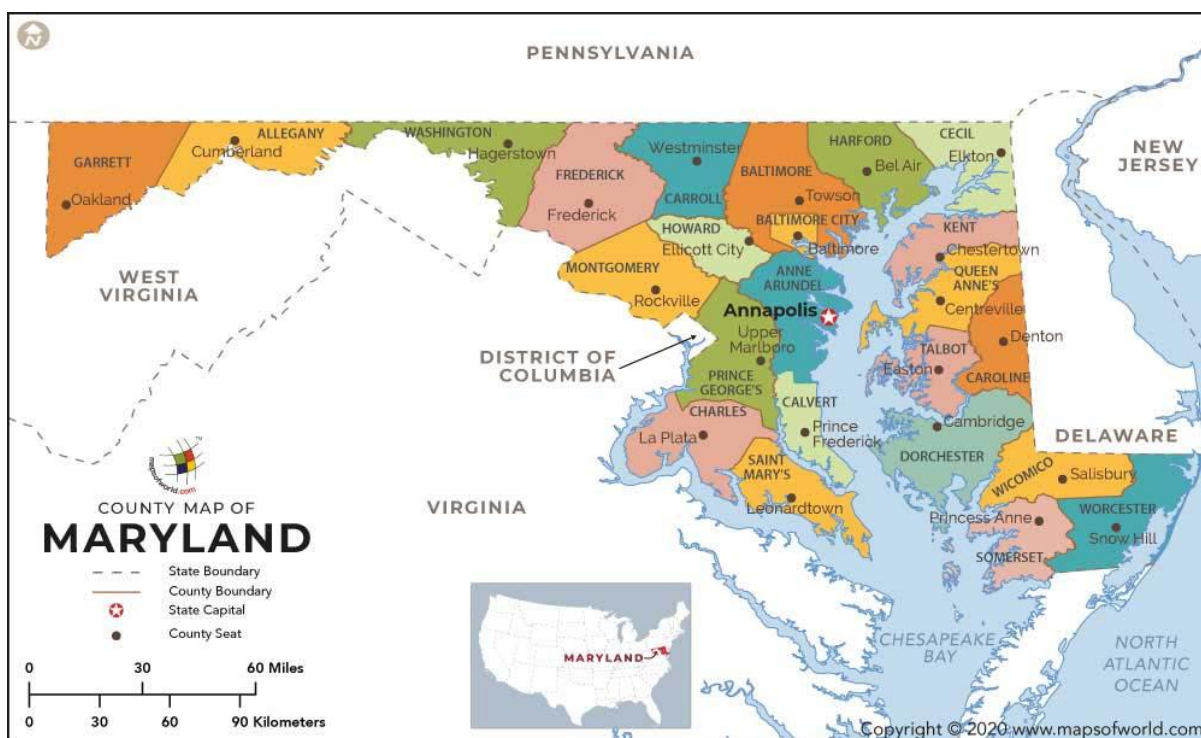 N
PENNSYLVANIA
NEW
JERSEY
WEST
VIRGINIA
GARRETT
Oakland
ALLEGANY
Cumberland
WASHINGTON
Hagerstown
FREDERICK
Frederick
Westminster
CARROLL
BALTIMORE
Towson
BALTIMORE CITY
Baltimore
HARFORD
Bel Air
CECIL
Elkton
HOWARD
Ellicott City
MONTGOMERY
Rockville
ANNE
ARUNDEL
Annapolis
Upper
Marlboro
PRINCE
GEORGE'S
DISTRICT OF
COLUMBIA
KENT
Chestertown
QUEEN
ANNE'S
Centreville
TALBOT
Easton
Denton
CAROLINE
CHARLES
La Plata
CALVERT
Prince
Frederick
SAINT
MARY'S
Leonardtown
Cambridge
DORCHESTER
DELAWARE
WICOMICO
Salisbury
WORCESTER
Snow Hill
Princess Anne
SOMERSET
VIRGINIA
TM
mapsofworld.com
COUNTY MAP OF
MARYLAND
State Boundary
County Boundary
State Capital
County Seat
0 30 60 Miles
0 30 60 90 Kilometers
MARYLAND
CHESAPEAKE
BAY
NORTH
ATLANTIC
OCEAN
Copyright © 2020 www.mapsofworld.com